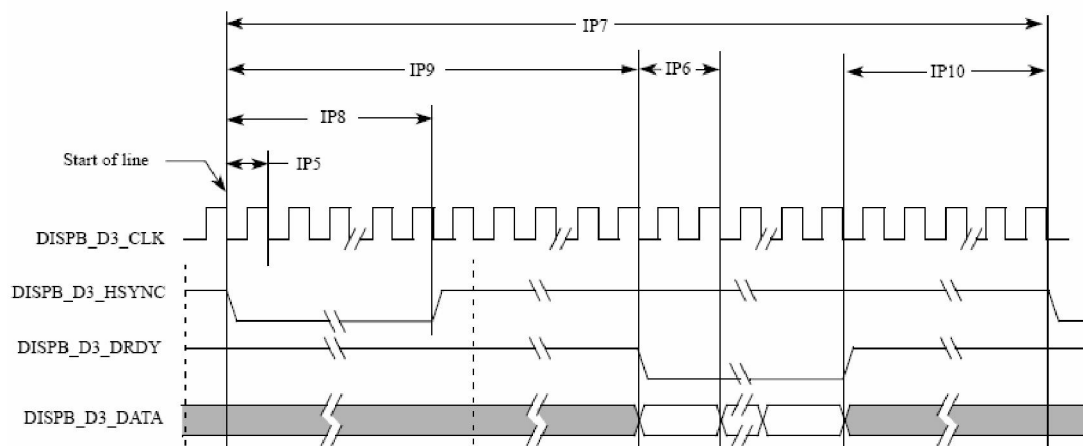 IP7
IP9
IP6
IP10
IP8
Start of line
IP5
DISPB_D3_CLK
DISPB_D3_HSYNC
DISPB_D3_DRDY
DISPB_D3_DATA